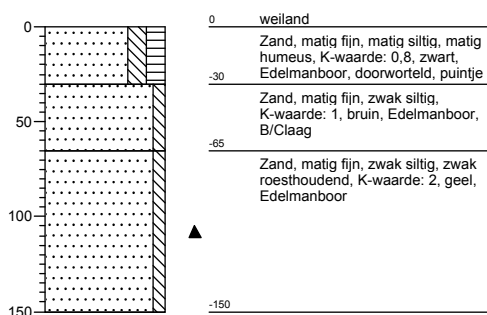 0
50
100
150
0
weiland
Zand, matig fijn, matig siltig, matig
humeus, K-waarde: 0,8, zwart,
Edelmanboor, doorworteld, puintje
-30
Zand, matig fijn, zwak siltig,
K-waarde: 1, bruin, Edelmanboor,
B/Claag
-65
Zand, matig fijn, zwak siltig, zwak
roesthoudend, K-waarde: 2, geel,
Edelmanboor
-150